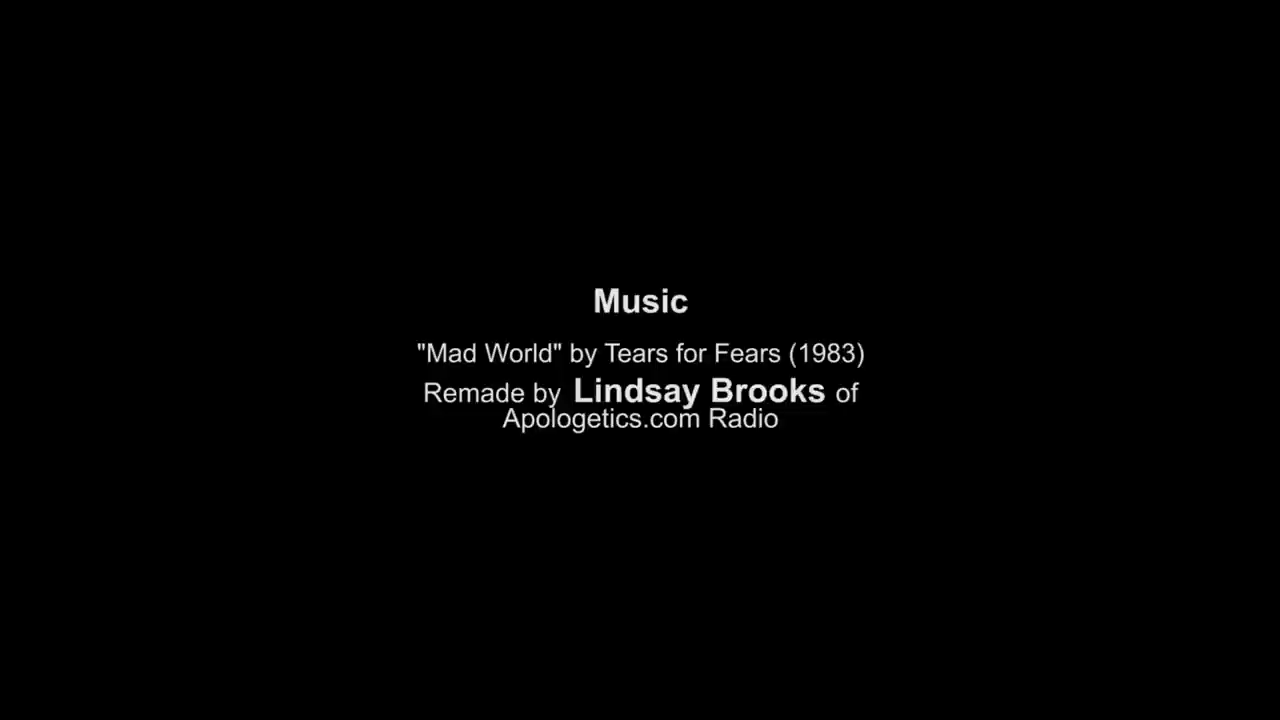 Music
"Mad World" by Tears for Fears (1983)
Remade by Lindsay Brooks of
Apologetics.com Radio